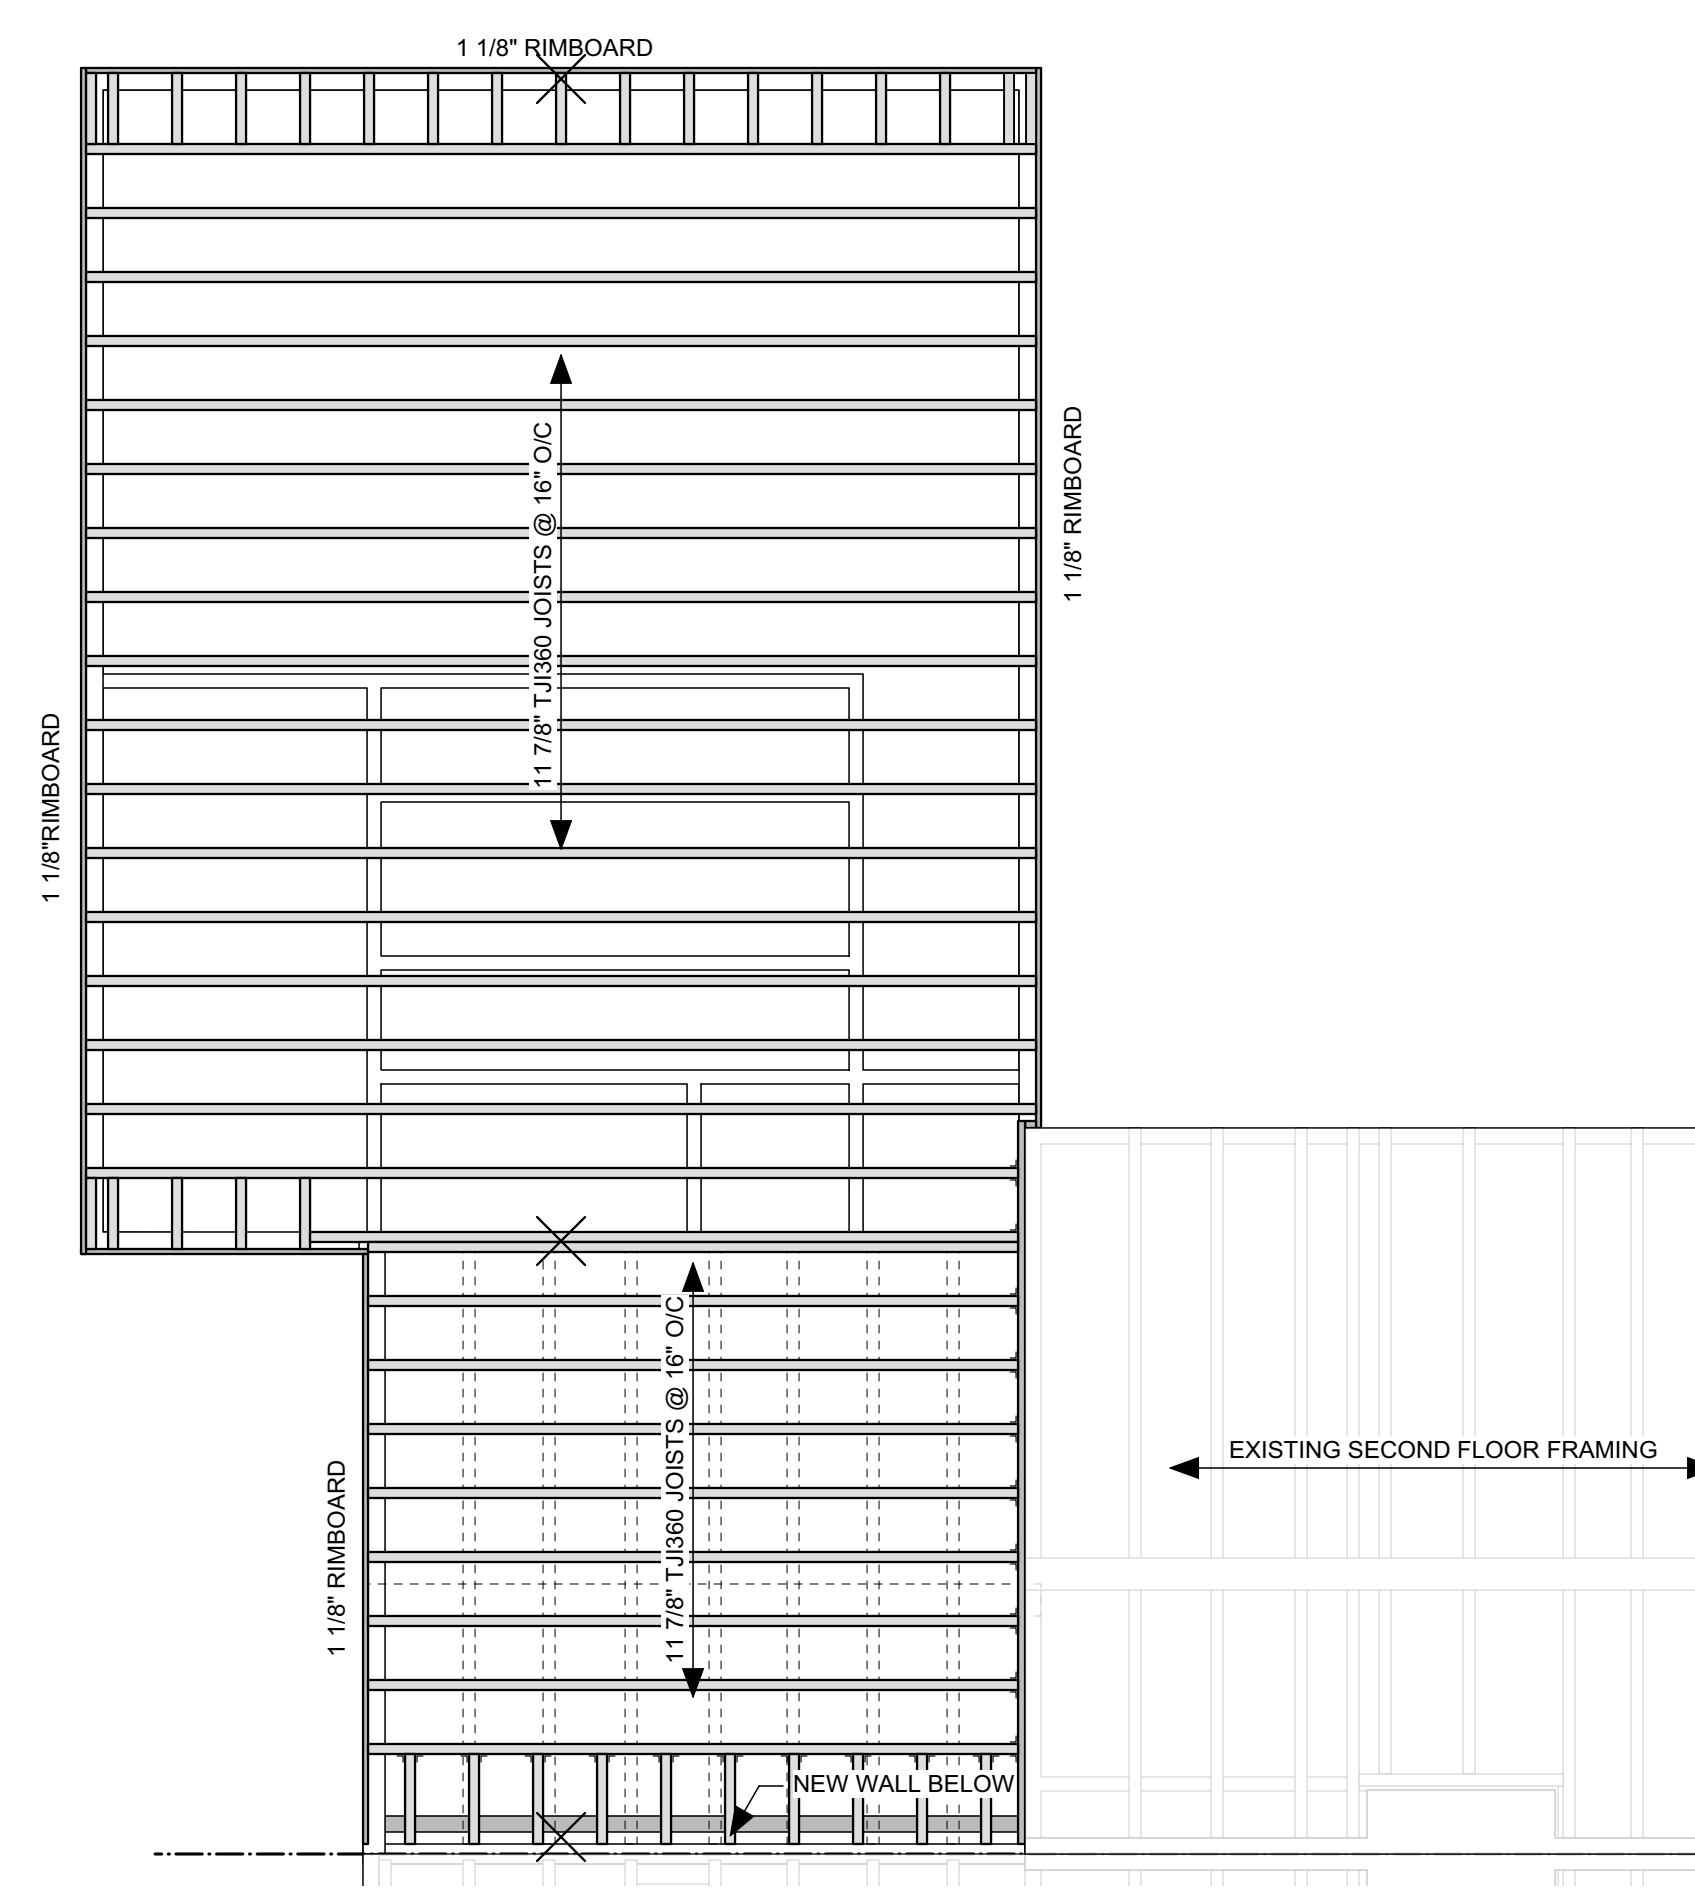 1 1/8" RIMBOARD
11 7/8" TJI360 JOISTS @ 16" O/C
1 1/8" RIMBOARD
1 1/8"RIMBOARD
11 7/8" TJI360 JOISTS @ 16" O/C
EXISTING SECOND FLOOR FRAMING
1 1/8" RIMBOARD
NEW WALL BELOW